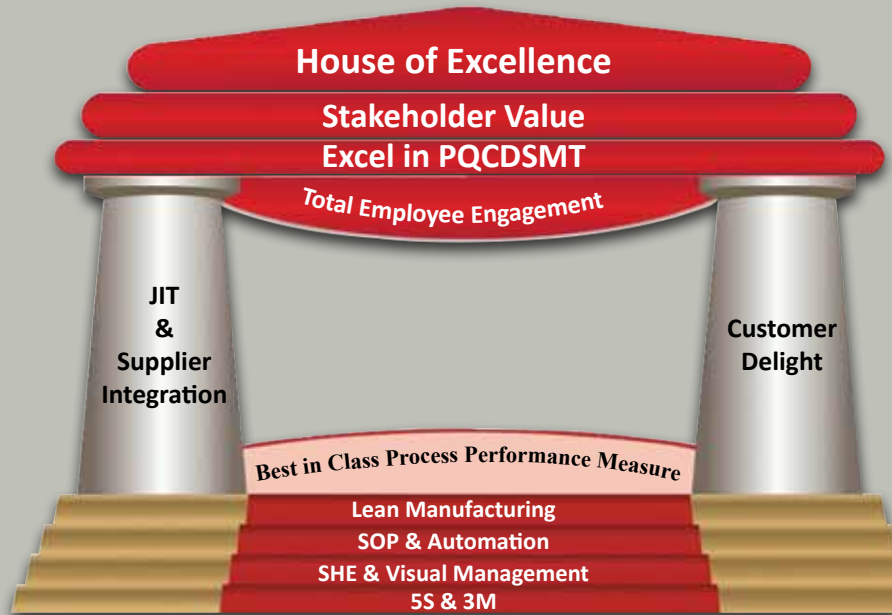 House of Excellence
Stakeholder Value
Excel in PQCDSMT
Total Employee Engagement
JIT
&
Supplier
Integration
Customer
Delight
Best in Class Process Performance Measure
Lean Manufacturing
SOP & Automation
SHE & Visual Management
5S & 3M